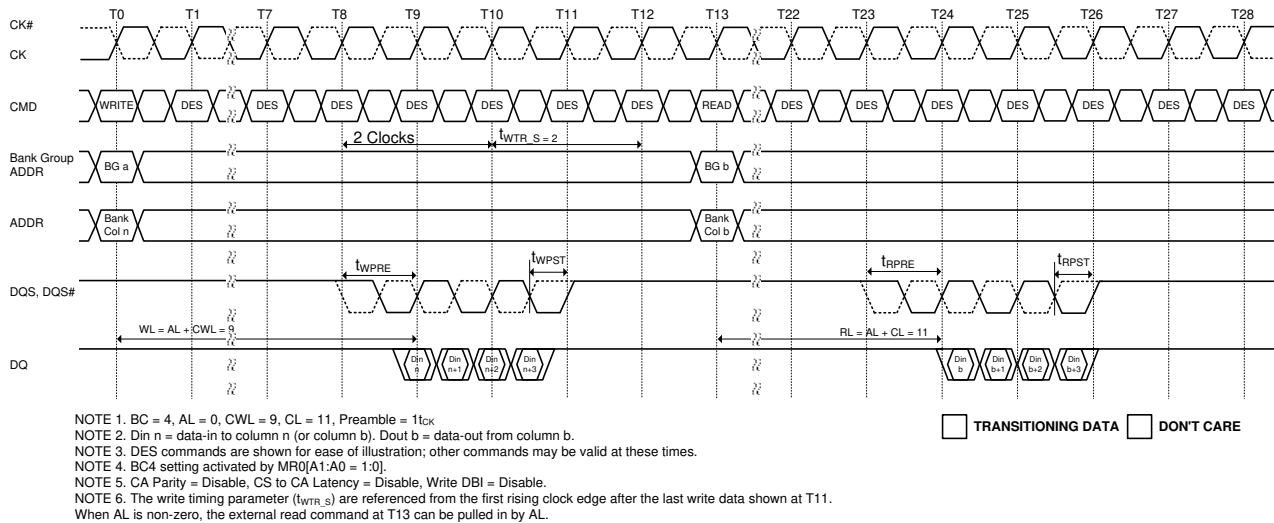 T0 T1 T7 T8 T9 T10 T11 T12 T13 T22 T23 T24 T25 T26 T27 T28
CK#
CK
CMD WRITE DES DES DES DES DES DES DES READ DES DES DES DES DES DES DES
2 Clocks tWTR_S = 2
Bank Group
ADDR
BG a BG b
ADDR
Bank
Col n
Bank
Col b
tWPRE tWPST tRPRE tRPST
DQS, DQS#
WL = AL + CWL = 9 RL = AL + CL = 11
DQ
Din
n
Din
n+1
Din
n+2
Din
n+3
Din
b
Din
b+1
Din
b+2
Din
b+3
NOTE 1. BC = 4, AL = 0, CWL = 9, CL = 11, Preamble = 1tCK
NOTE 2. Din n = data-in to column n (or column b). Dout b = data-out from column b.
NOTE 3. DES commands are shown for ease of illustration; other commands may be valid at these times.
NOTE 4. BC4 setting activated by MR0[A1:A0 = 1:0].
NOTE 5. CA Parity = Disable, CS to CA Latency = Disable, Write DBI = Disable.
NOTE 6. The write timing parameter (tWTR_S) are referenced from the first rising clock edge after the last write data shown at T11.
When AL is non-zero, the external read command at T13 can be pulled in by AL.
TRANSITIONING DATA DON'T CARE